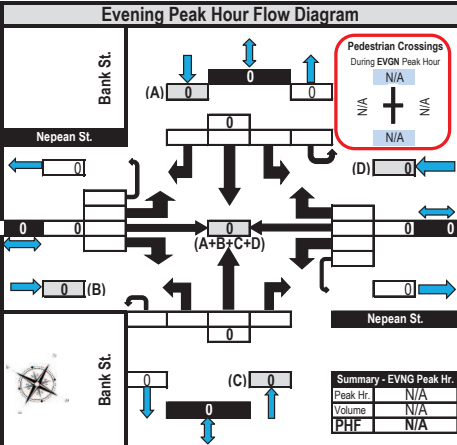 Evening Peak Hour Flow Diagram
Bank St.
0
Pedestrian Crossings
During EVGN Peak Hour
N/A
N/A
N/A
N/A
(A)
0
0
0
Nepean St.
0
(D)
0
0
0
0
(A+B+C+D)
0
0
0
(B)
0
0
Nepean St.
Bank St.
0
0
(C)
0
Summary - EVNG Peak Hr.
Peak Hr. N/A
Volume N/A
PHF N/A